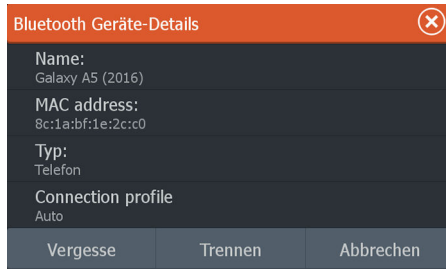 Bluetooth Geräte-Details
Name:
Galaxy A5 (2016)
MAC address:
8c:1a:bf:1e:2c:c0
Typ:
Telefon
Connection profile
Auto
Vergesse Trennen Abbrechen